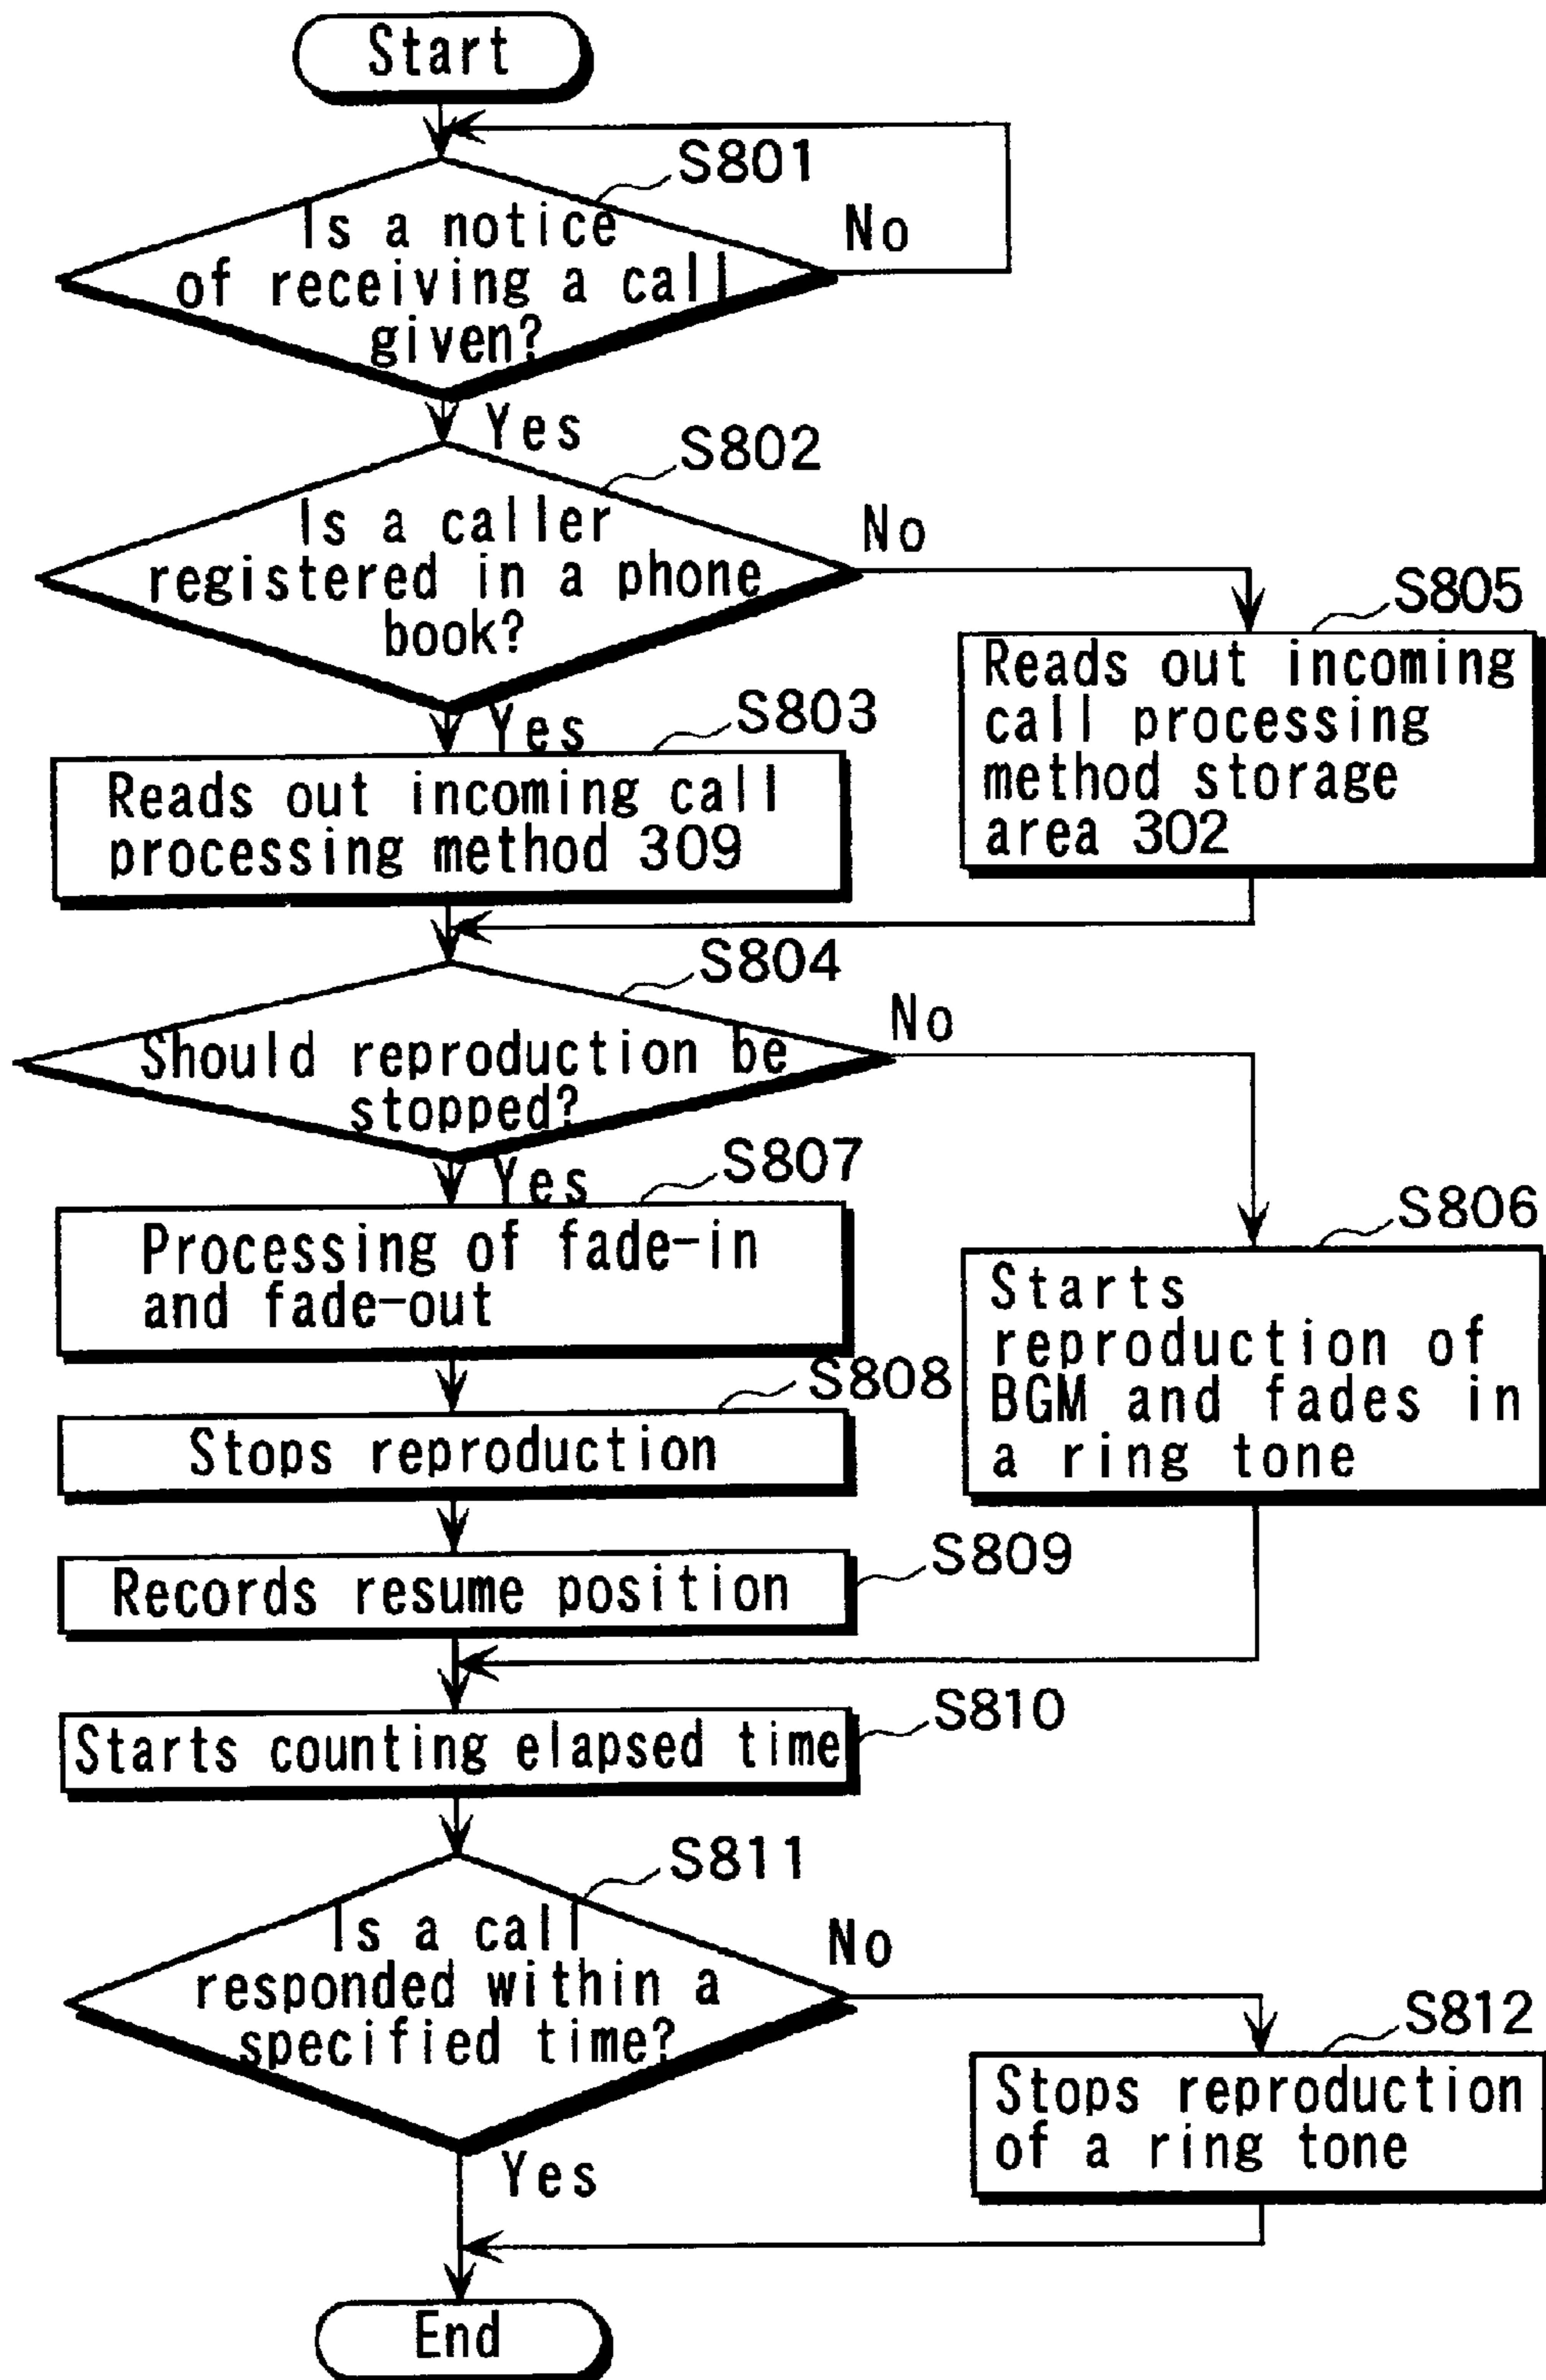 Start
S801
Is a notice
of receiving a call
given?
No
Yes
S802
Is a caller
registered in a phone
book?
No
Yes
S803
Reads out incoming call
processing method 309
S805
Reads out incoming
call processing
method storage
area 302
S804
Should reproduction be
stopped?
No
Yes
S807
Processing of fade-in
and fade-out
S806
Starts
reproduction of
BGM and fades in
a ring tone
S808
Stops reproduction
S809
Records resume position
S810
Starts counting elapsed time
S811
Is a call
responded within a
specified time?
No
S812
Stops reproduction
of a ring tone
Yes
End